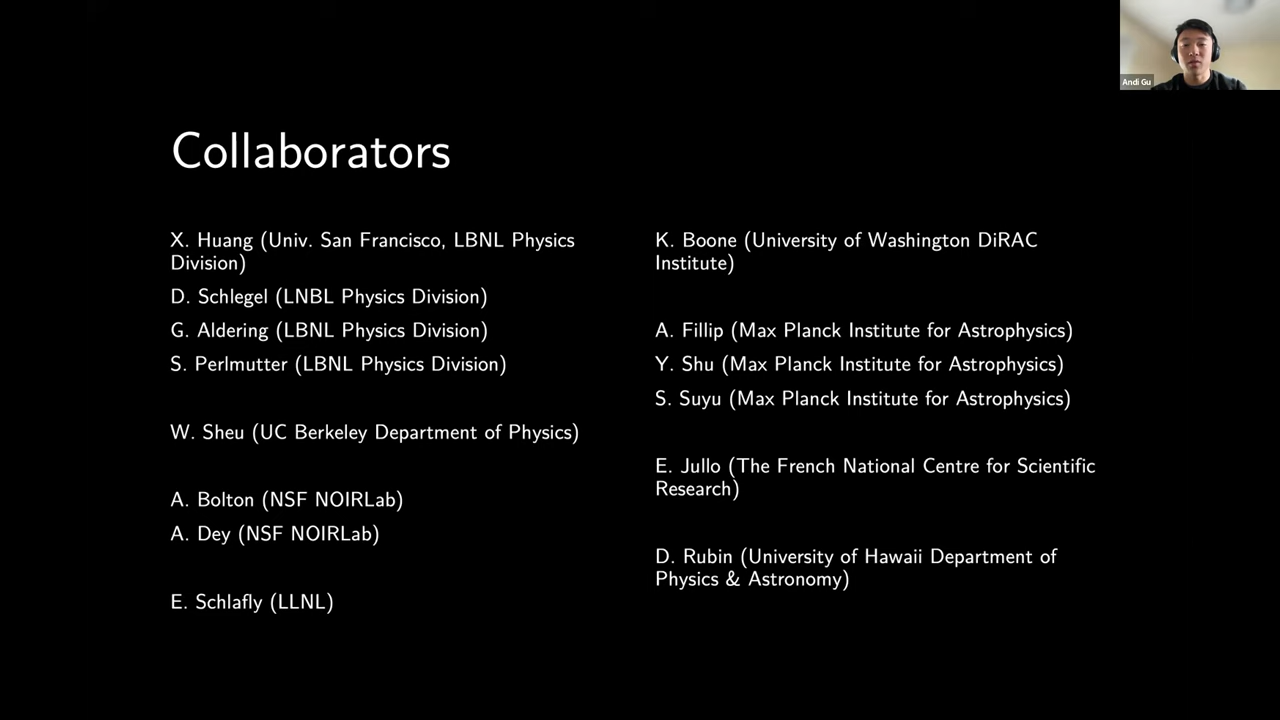 Andi Gu
Collaborators
X. Huang (Univ. San Francisco, LBNL Physics
Division)
D. Schlegel (LNBL Physics Division)
G. Aldering (LBNL Physics Division)
S. Perlmutter (LBNL Physics Division)
W. Sheu (UC Berkeley Department of Physics)
A. Bolton (NSF NOIRLab)
A. Dey (NSF NOIRLab)
E. Schlafly (LLNL)
K. Boone (University of Washington DiRAC
Institute)
A. Fillip (Max Planck Institute for Astrophysics)
Y. Shu (Max Planck Institute for Astrophysics)
S. Suyu (Max Planck Institute for Astrophysics)
E. Jullo (The French National Centre for Scientific
Research)
D. Rubin (University of Hawaii Department of
Physics & Astronomy)